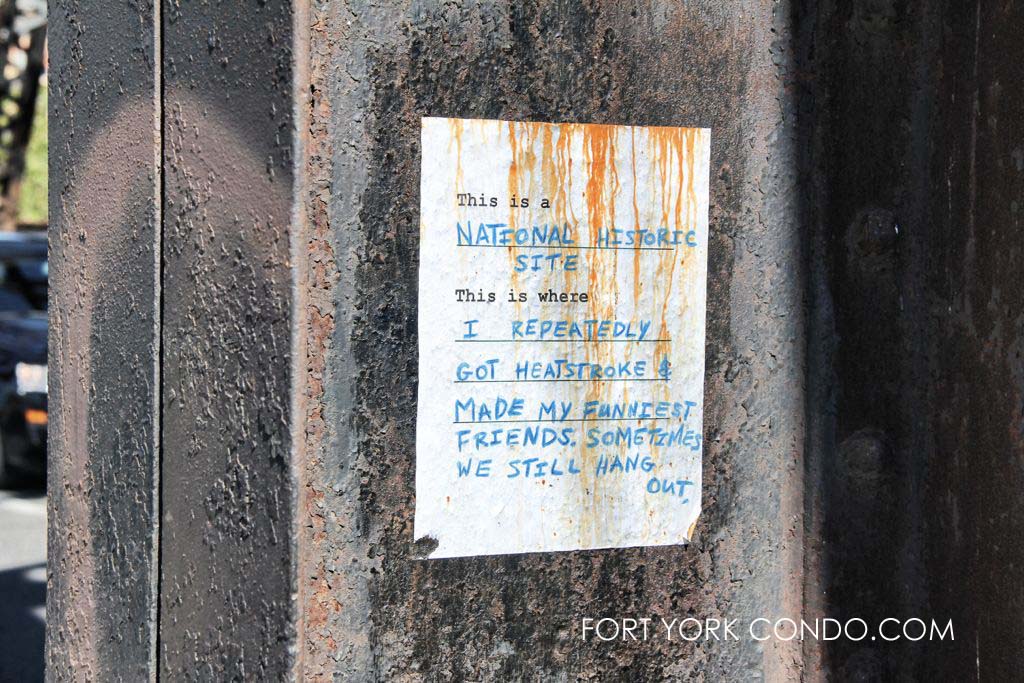 This is a
NATIONAL HISTORIC
SITE
This is where
I REPEATEDLY
GOT HEATSTROKE &
MADE MY FUNNIEST
FRIENDS. SOMETIMES
WE STILL HANG
OUT.
FORT YORK CONDO.COM